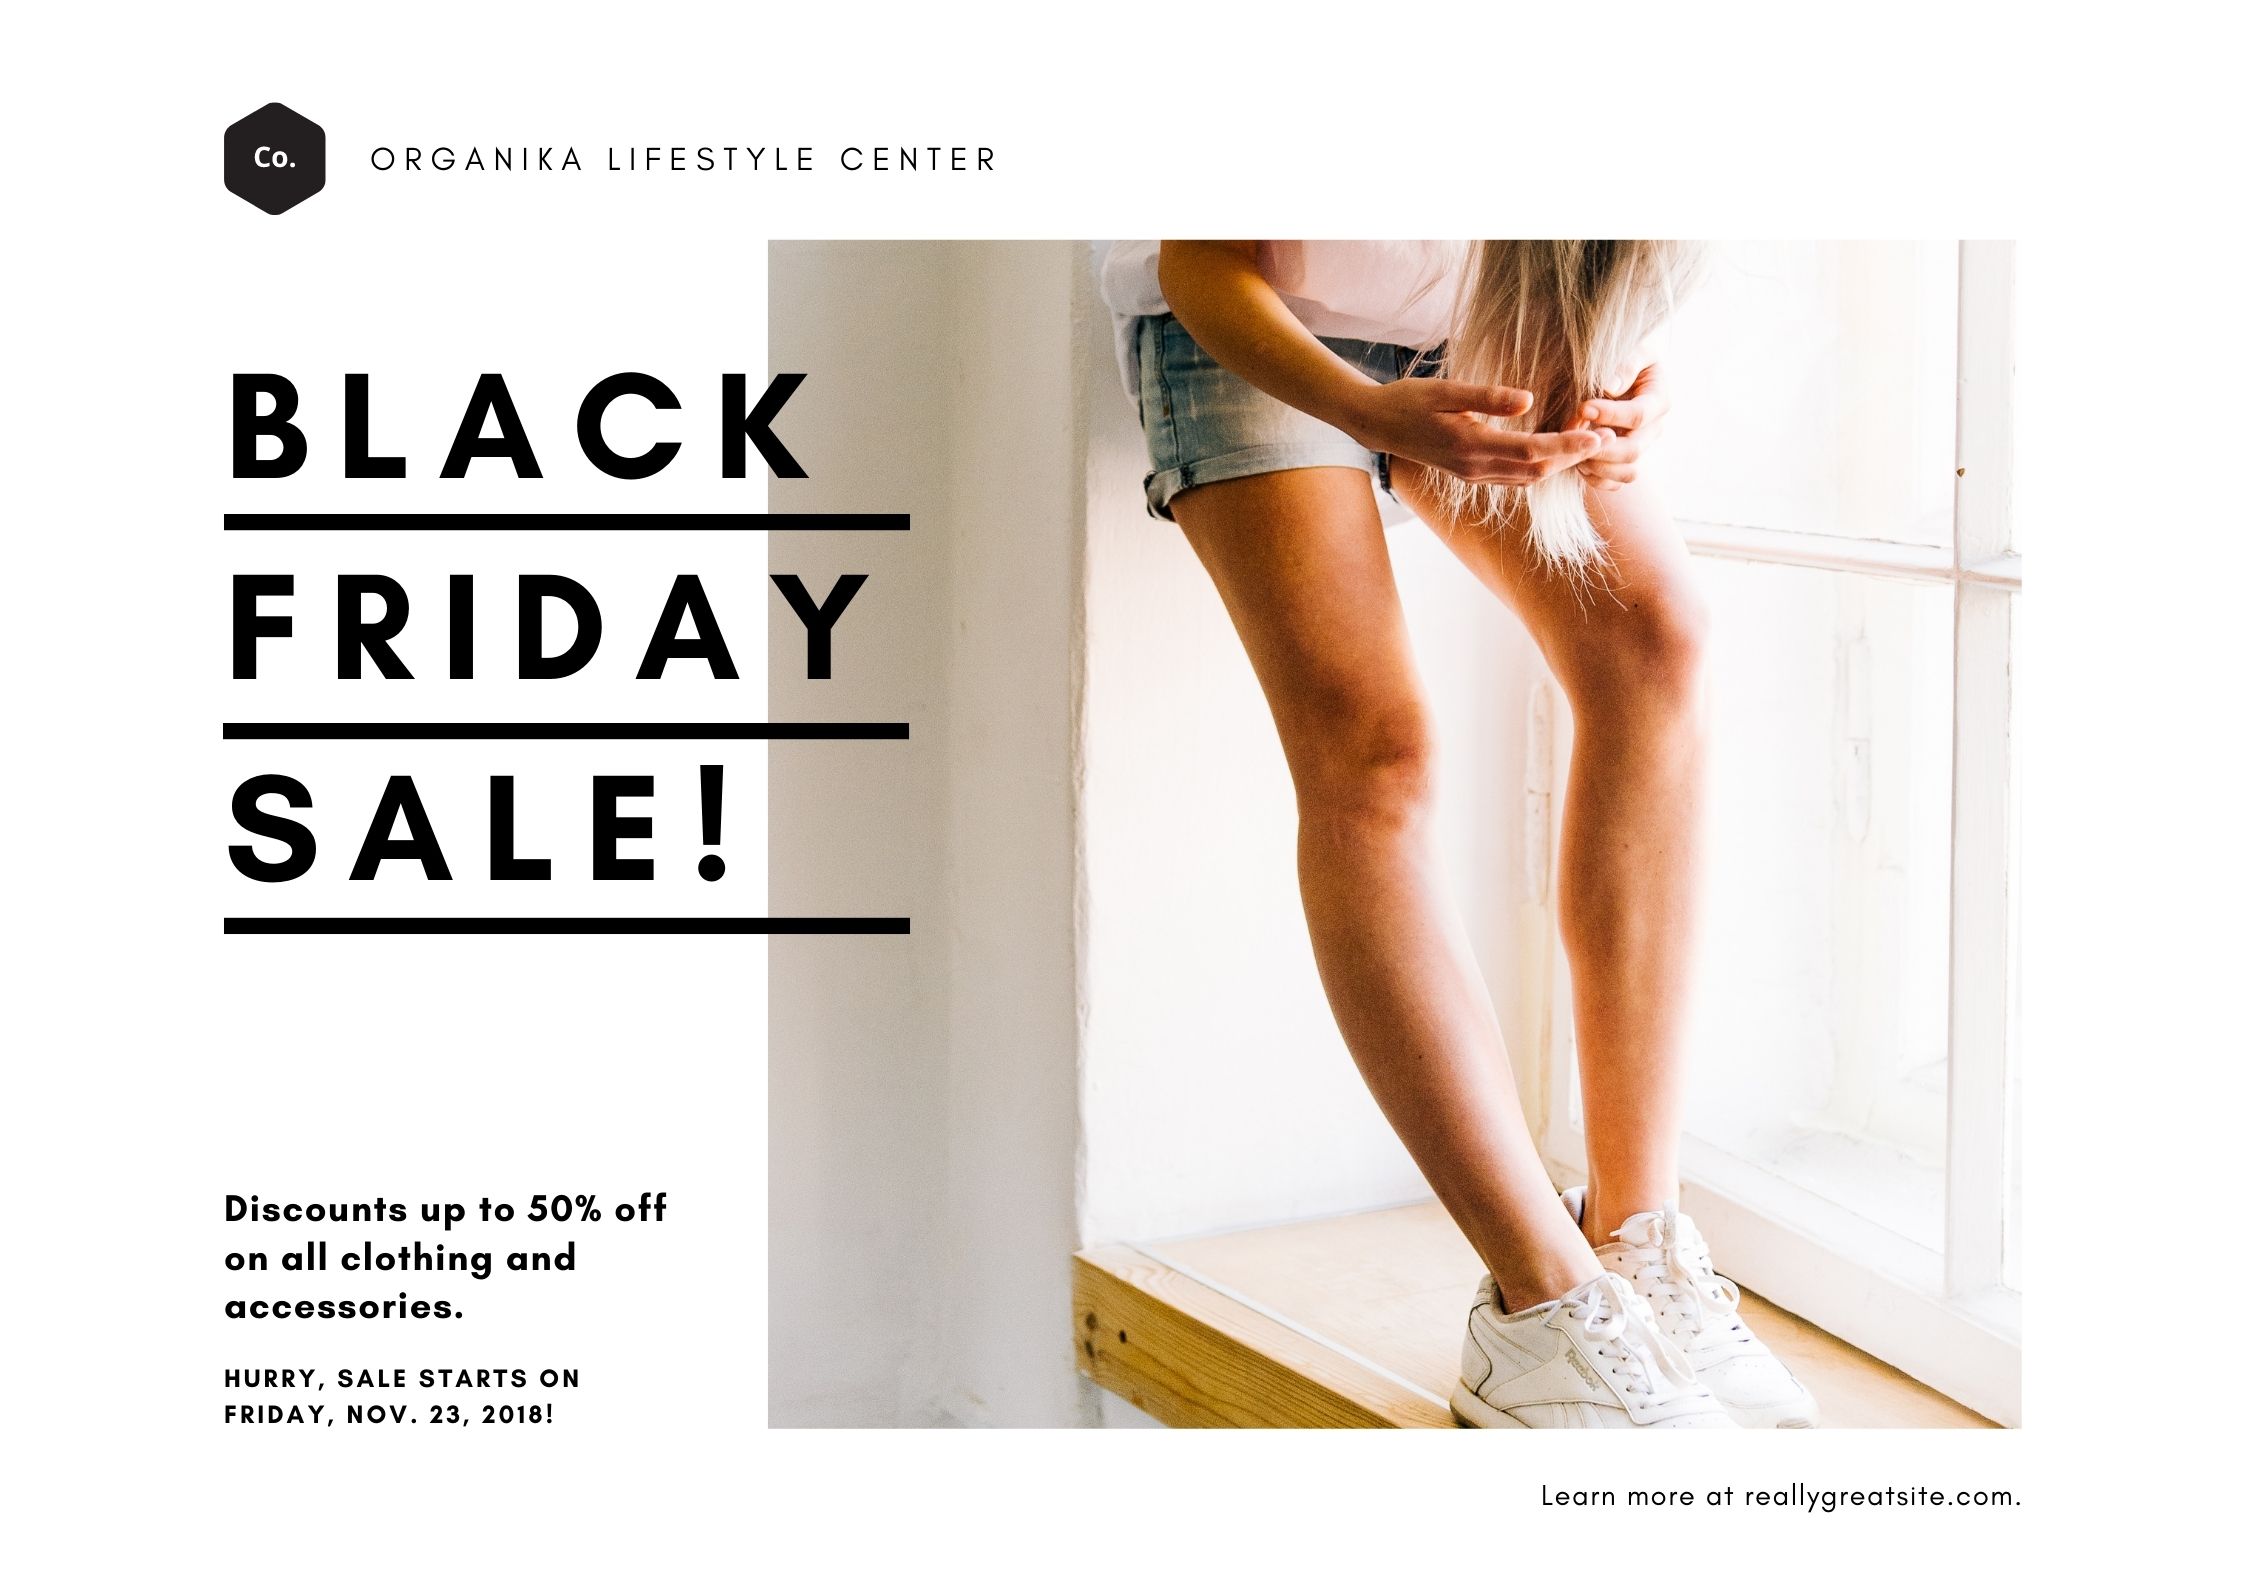 Co.
ORGANIKA LIFESTYLE CENTER
BLACK
FRIDAY
SALE!
Discounts up to 50% off
on all clothing and
accessories.
HURRY, SALE STARTS ON
FRIDAY, NOV. 23, 2018!
Reebok
Learn more at reallygreatsite.com.